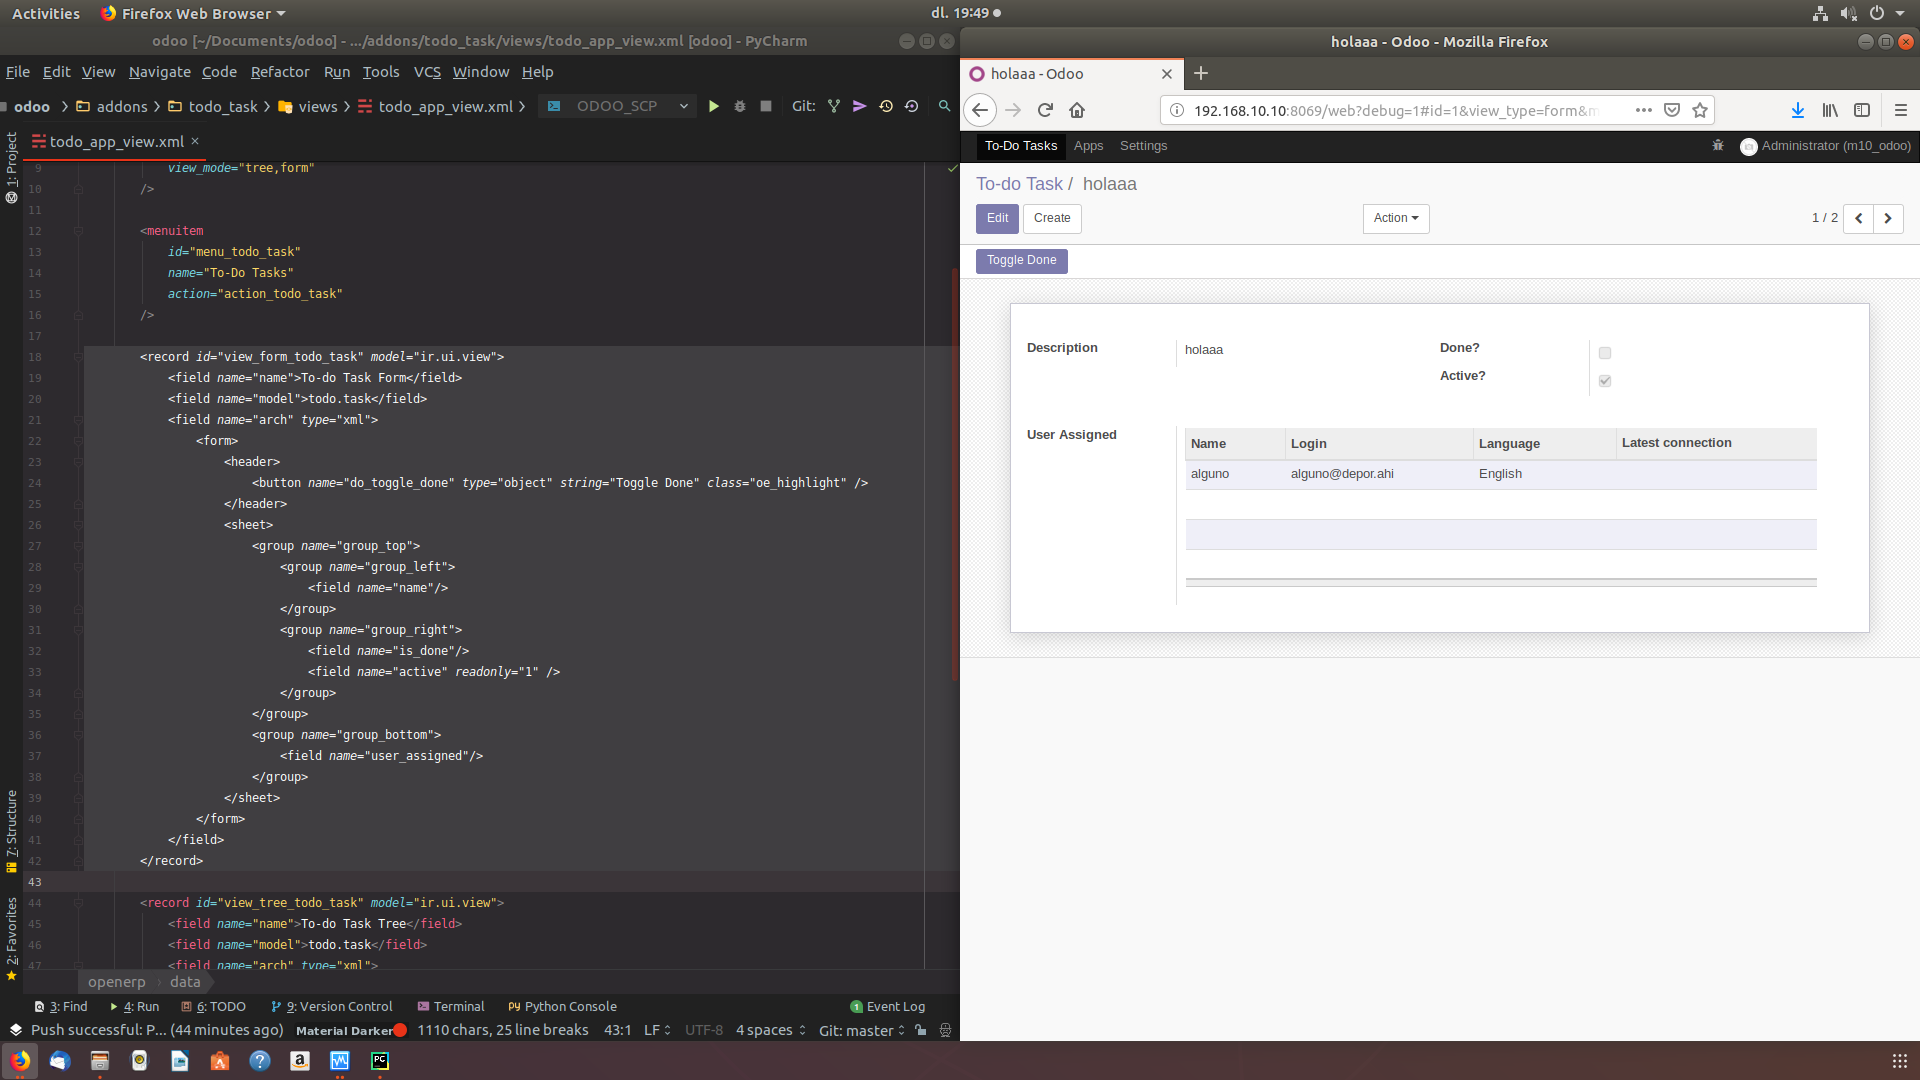 Activities
Firefox Web Browser
dl. 19:49
odoo [~/Documents/odoo] - .../addons/todo_task/views/todo_app_view.xml [odoo] - PyCharm
File Edit View Navigate Code Refactor Run Tools VCS Window Help
odoo addons todo_task views todo_app_view.xml ODOO_SCP Git:
todo_app_view.xml
1: Project
7: Structure
2: Favorites
9 view_mode="tree,form"
10 />
11
12 <menuitem
13 id="menu_todo_task"
14 name="To-Do Tasks"
15 action="action_todo_task"
16 />
17
18 <record id="view_form_todo_task" model="ir.ui.view">
19 <field name="name">To-do Task Form</field>
20 <field name="model">todo.task</field>
21 <field name="arch" type="xml">
22 <form>
23 <header>
24 <button name="do_toggle_done" type="object" string="Toggle Done" class="oe_highlight" />
25 </header>
26 <sheet>
27 <group name="group_top">
28 <group name="group_left">
29 <field name="name"/>
30 </group>
31 <group name="group_right">
32 <field name="is_done"/>
33 <field name="active" readonly="1" />
34 </group>
35 </group>
36 <group name="group_bottom">
37 <field name="user_assigned"/>
38 </group>
39 </sheet>
40 </form>
41 </field>
42 </record>
43
44 <record id="view_tree_todo_task" model="ir.ui.view">
45 <field name="name">To-do Task Tree</field>
46 <field name="model">todo.task</field>
47 <field name="arch" type="xml">
openerp data
3: Find 4: Run 6: TODO 9: Version Control Terminal Python Console 1 Event Log
Push successful: P... (44 minutes ago) Material Darker 1110 chars, 25 line breaks 43:1 LF UTF-8 4 spaces Git: master
holaaa - Odoo - Mozilla Firefox
holaaa - Odoo
192.168.10.10:8069/web?debug=1#id=1&view_type=form&m
To-Do Tasks Apps Settings Administrator (m10_odoo)
To-do Task / holaaa
Edit Create Action 1 / 2
Toggle Done
Description holaaa Done?
Active?
User Assigned
Name Login Language Latest connection
alguno alguno@depor.ahi English